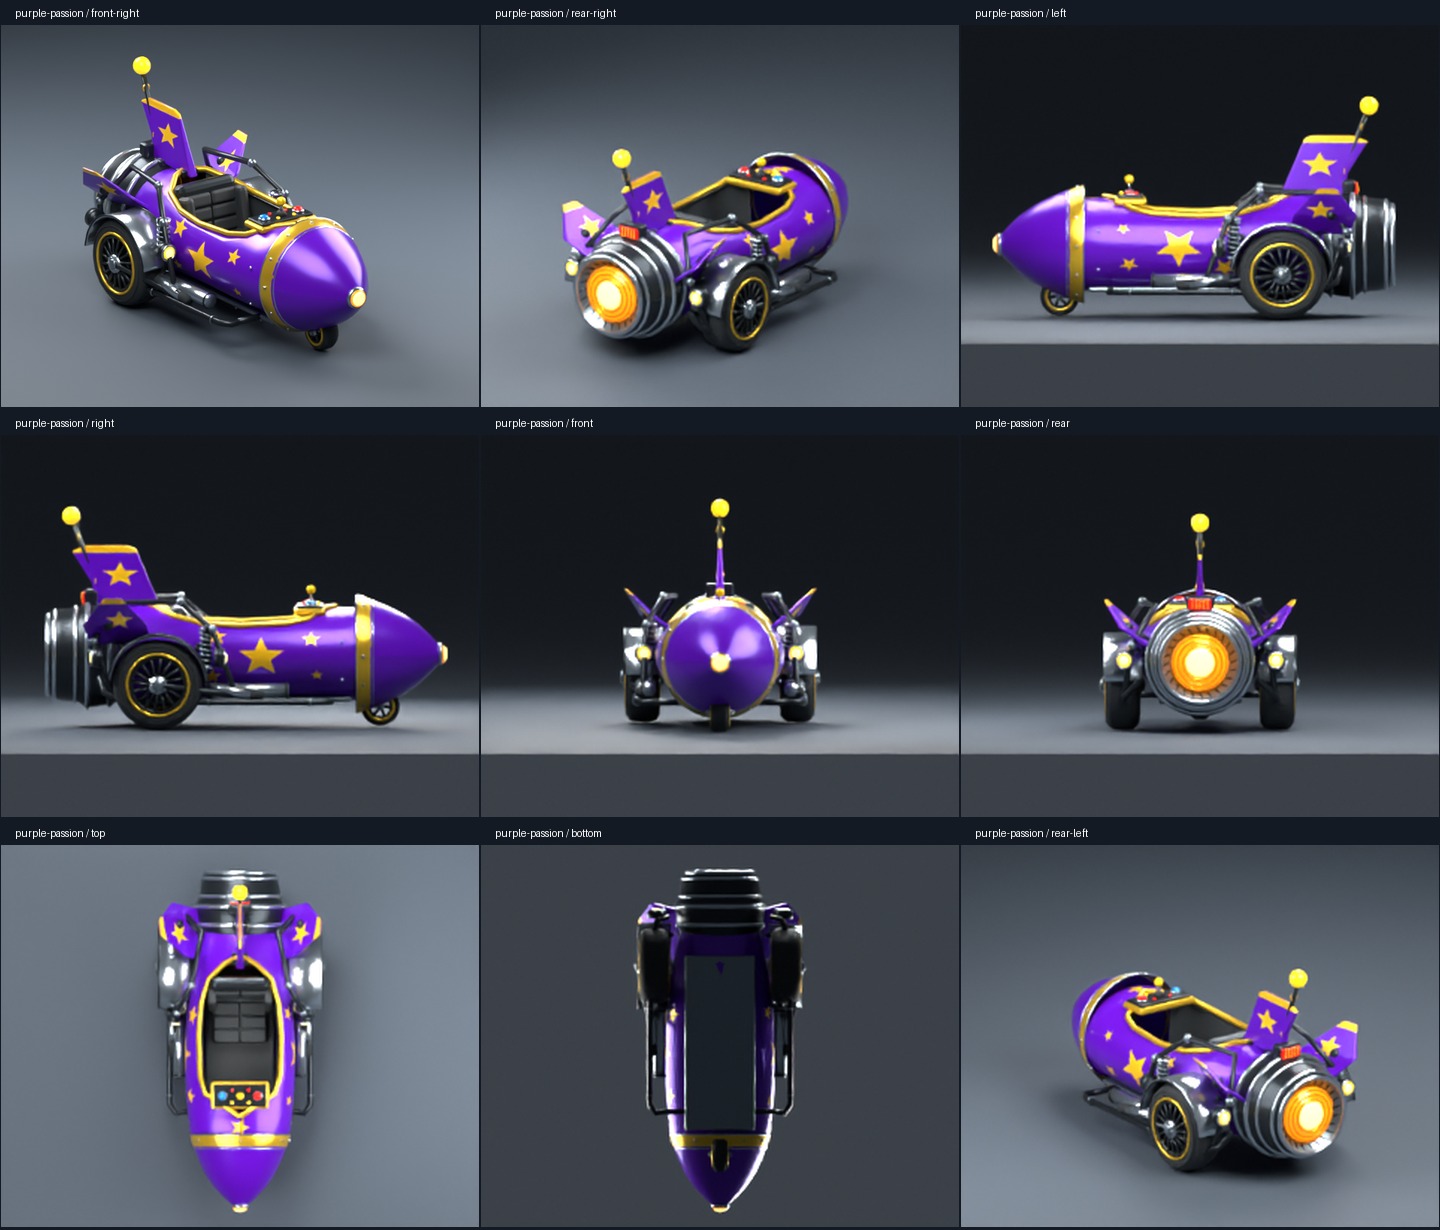 purple-passion / front-right
purple-passion / rear-right
purple-passion / left
purple-passion / right
purple-passion / front
purple-passion / rear
purple-passion / top
purple-passion / bottom
purple-passion / rear-left